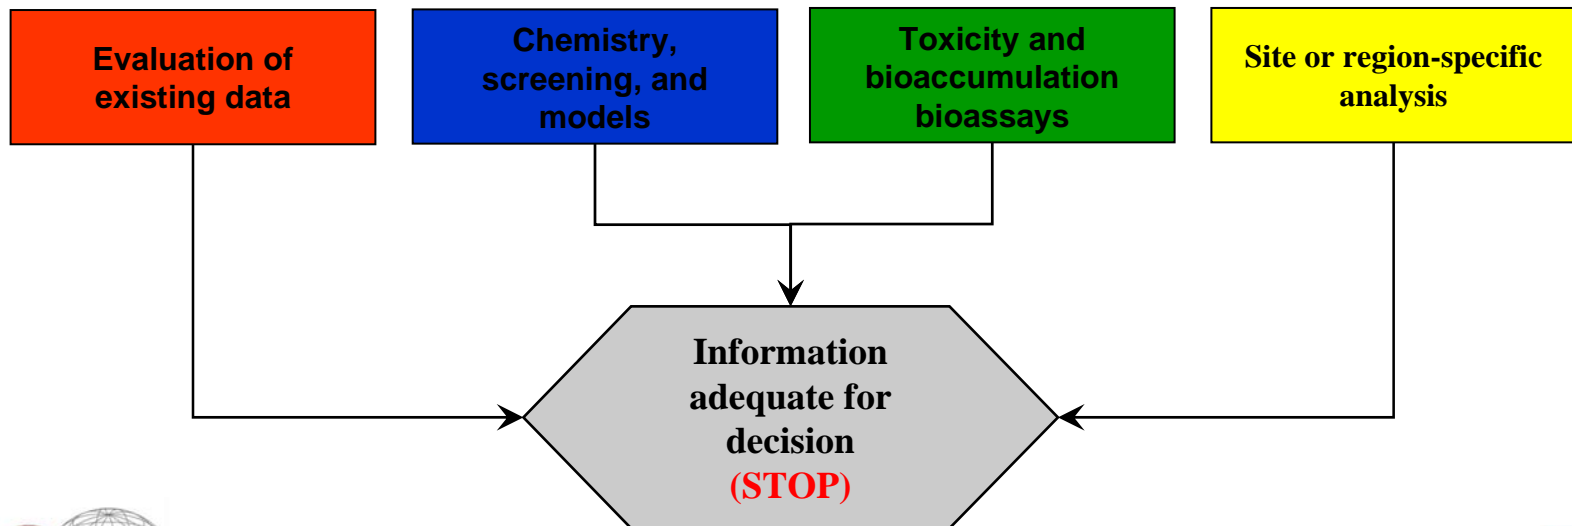 Evaluation of
existing data
Chemistry,
screening, and
models
Toxicity and
bioaccumulation
bioassays
Site or region-specific
analysis
Information
adequate for
decision
(STOP)